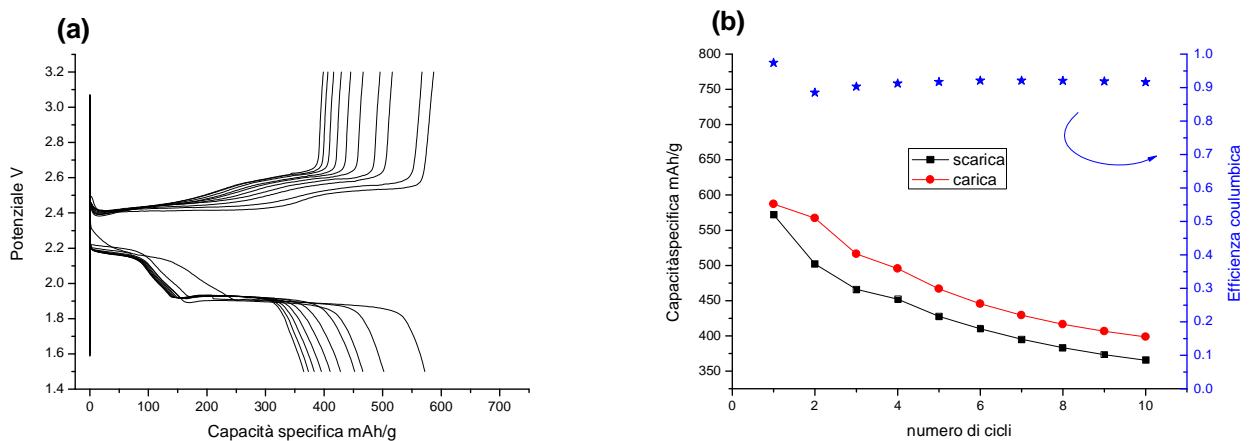 (a)
3.2
3.0
2.8
2.6
2.4
2.2
2.0
1.8
1.6
1.4
Potenziale V
0 100 200 300 400 500 600 700
Capacità specifica mAh/g
(b)
800
750
700
650
600
550
500
450
400
350
Capacitàspecifica mAh/g
scarica
carica
0 2 4 6 8 10
numero di cicli
1.0
0.9
0.8
0.7
0.6
0.5
0.4
0.3
0.2
0.1
0.0
Efficienza coulumbica